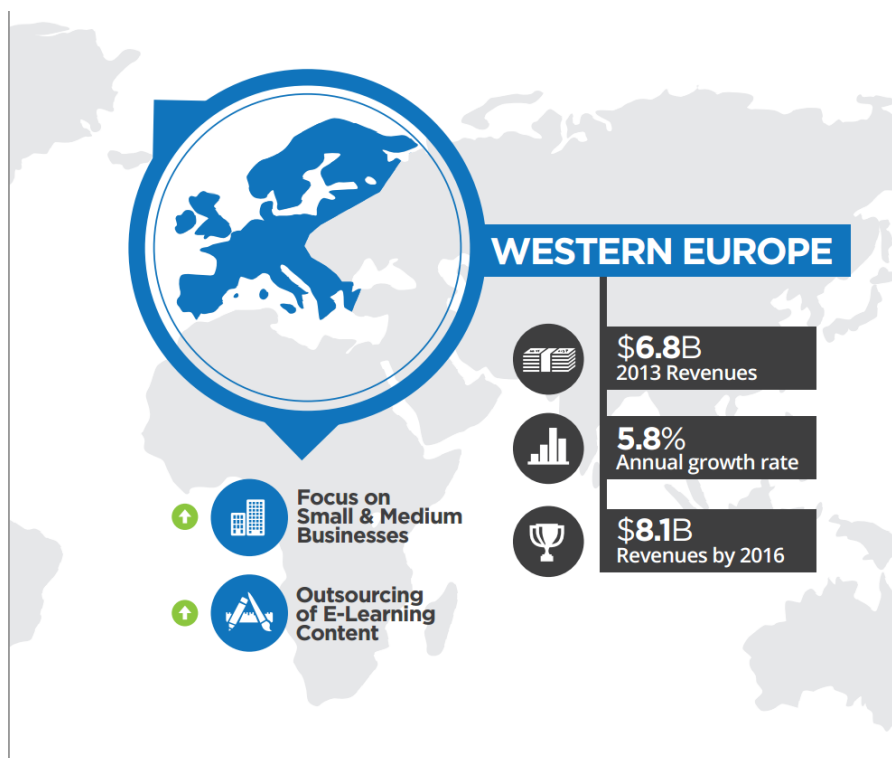 WESTERN EUROPE
$6.8B
2013 Revenues
5.8%
Annual growth rate
$8.1B
Revenues by 2016
Focus on
Small & Medium
Businesses
Outsourcing
of E-Learning
Content